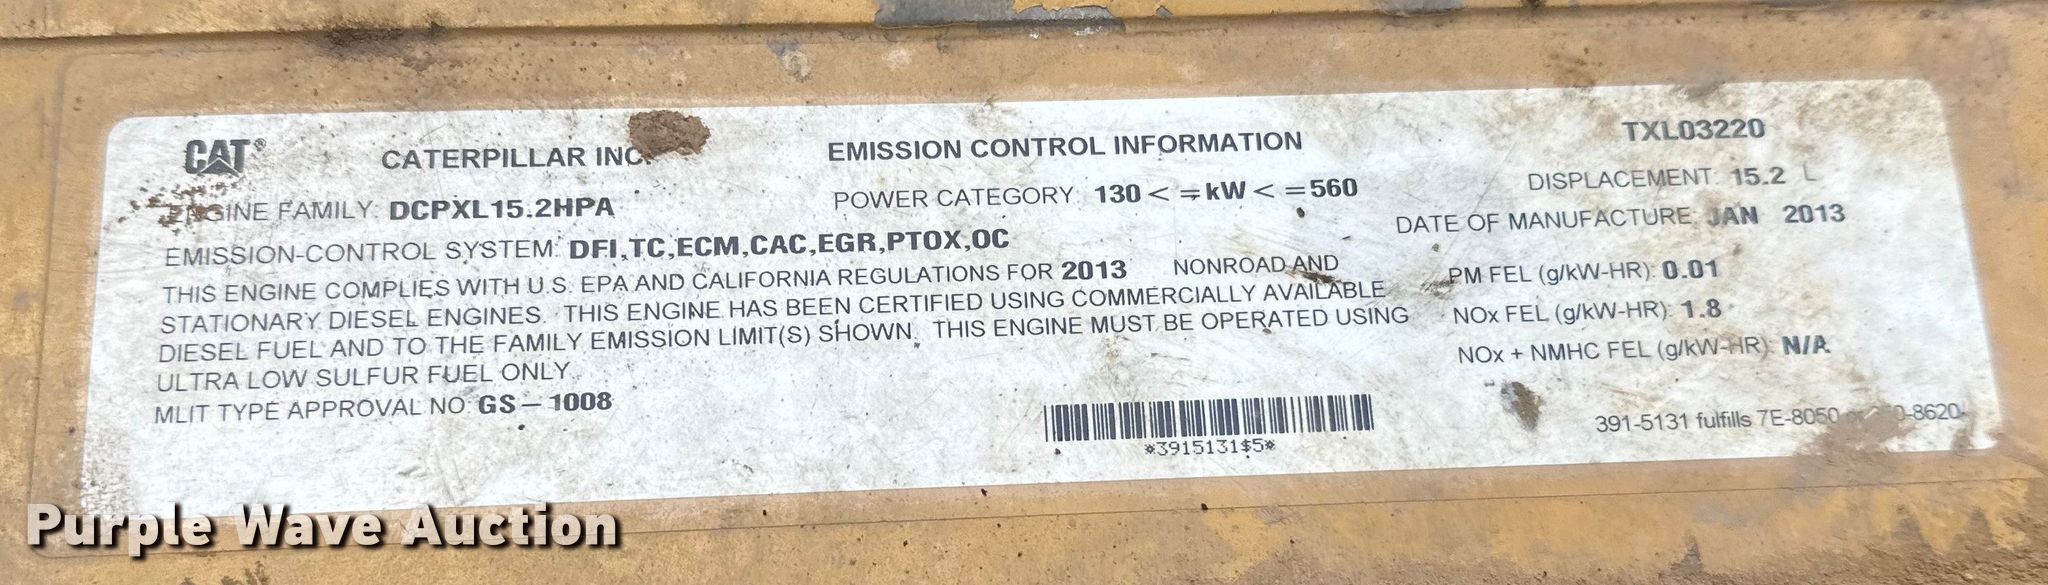 CAT®
CATERPILLAR INC.
EMISSION CONTROL INFORMATION
TXL03220
ENGINE FAMILY: DCPXL15.2HPA
POWER CATEGORY: 130 < =kW < =560
DISPLACEMENT: 15.2 L
EMISSION-CONTROL SYSTEM: DFI,TC,ECM,CAC,EGR,PTOX,OC
DATE OF MANUFACTURE: JAN 2013
THIS ENGINE COMPLIES WITH U.S. EPA AND CALIFORNIA REGULATIONS FOR 2013 NONROAD AND
STATIONARY DIESEL ENGINES. THIS ENGINE HAS BEEN CERTIFIED USING COMMERCIALLY AVAILABLE
DIESEL FUEL AND TO THE FAMILY EMISSION LIMIT(S) SHOWN. THIS ENGINE MUST BE OPERATED USING
ULTRA LOW SULFUR FUEL ONLY.
MLIT TYPE APPROVAL NO: GS-1008
PM FEL (g/kW-HR): 0.01
NOx FEL (g/kW-HR): 1.8
NOx + NMHC FEL (g/kW-HR): N/A
*3915131$5*
391-5131 fulfills 7E-8050 or
Purple Wave Auction